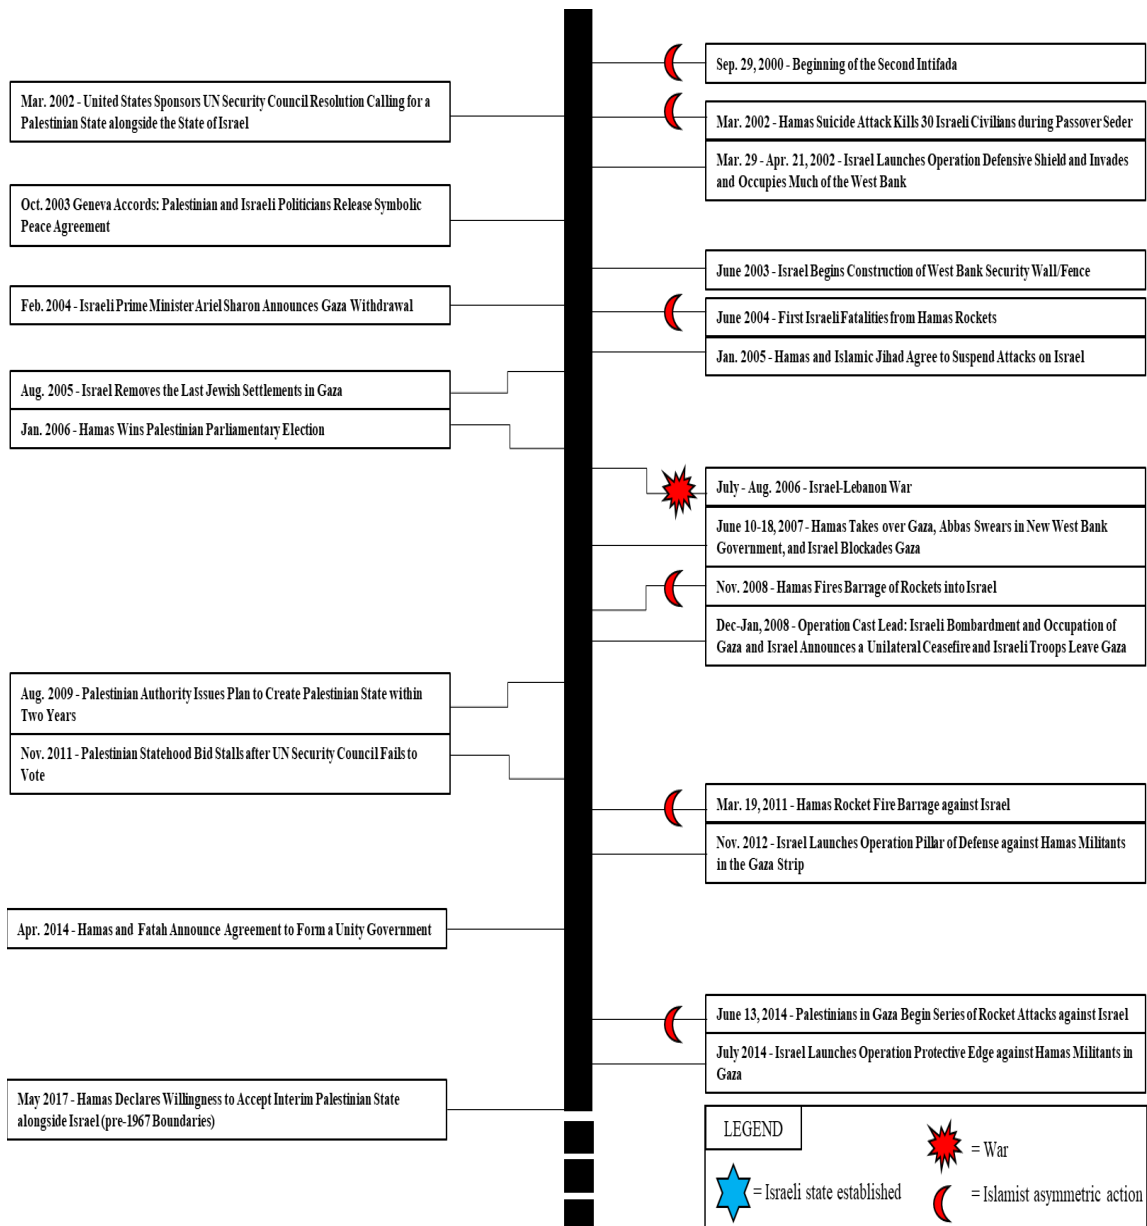 Sep. 29, 2000 - Beginning of the Second Intifada
Mar. 2002 - United States Sponsors UN Security Council Resolution Calling for a
Palestinian State alongside the State of Israel
Mar. 2002 - Hamas Suicide Attack Kills 30 Israeli Civilians during Passover Seder
Mar. 29 - Apr. 21, 2002 - Israel Launches Operation Defensive Shield and Invades
and Occupies Much of the West Bank
Oct. 2003 Geneva Accords: Palestinian and Israeli Politicians Release Symbolic
Peace Agreement
June 2003 - Israel Begins Construction of West Bank Security Wall/Fence
Feb. 2004 - Israeli Prime Minister Ariel Sharon Announces Gaza Withdrawal
June 2004 - First Israeli Fatalities from Hamas Rockets
Jan. 2005 - Hamas and Islamic Jihad Agree to Suspend Attacks on Israel
Aug. 2005 - Israel Removes the Last Jewish Settlements in Gaza
Jan. 2006 - Hamas Wins Palestinian Parliamentary Election
July - Aug. 2006 - Israel-Lebanon War
June 10-18, 2007 - Hamas Takes over Gaza, Abbas Swears in New West Bank
Government, and Israel Blockades Gaza
Nov. 2008 - Hamas Fires Barrage of Rockets into Israel
Dec-Jan, 2008 - Operation Cast Lead: Israeli Bombardment and Occupation of
Gaza and Israel Announces a Unilateral Ceasefire and Israeli Troops Leave Gaza
Aug. 2009 - Palestinian Authority Issues Plan to Create Palestinian State within
Two Years
Nov. 2011 - Palestinian Statehood Bid Stalls after UN Security Council Fails to
Vote
Mar. 19, 2011 - Hamas Rocket Fire Barrage against Israel
Nov. 2012 - Israel Launches Operation Pillar of Defense against Hamas Militants
in the Gaza Strip
Apr. 2014 - Hamas and Fatah Announce Agreement to Form a Unity Government
June 13, 2014 - Palestinians in Gaza Begin Series of Rocket Attacks against Israel
July 2014 - Israel Launches Operation Protective Edge against Hamas Militants in
Gaza
May 2017 - Hamas Declares Willingness to Accept Interim Palestinian State
alongside Israel (pre-1967 Boundaries)
LEGEND
= War
= Israeli state established
= Islamist asymmetric action